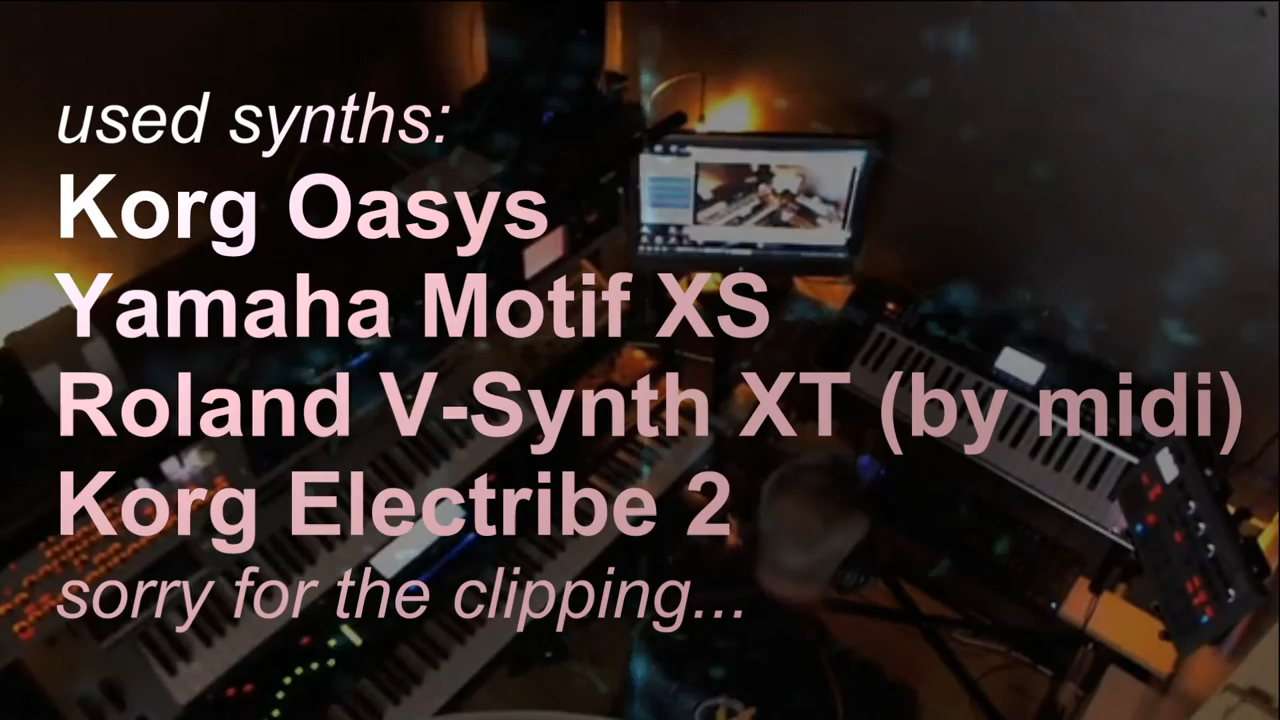 used synths:
Korg Oasys
Yamaha Motif XS
Roland V-Synth XT (by midi)
Korg Electribe 2
sorry for the clipping...